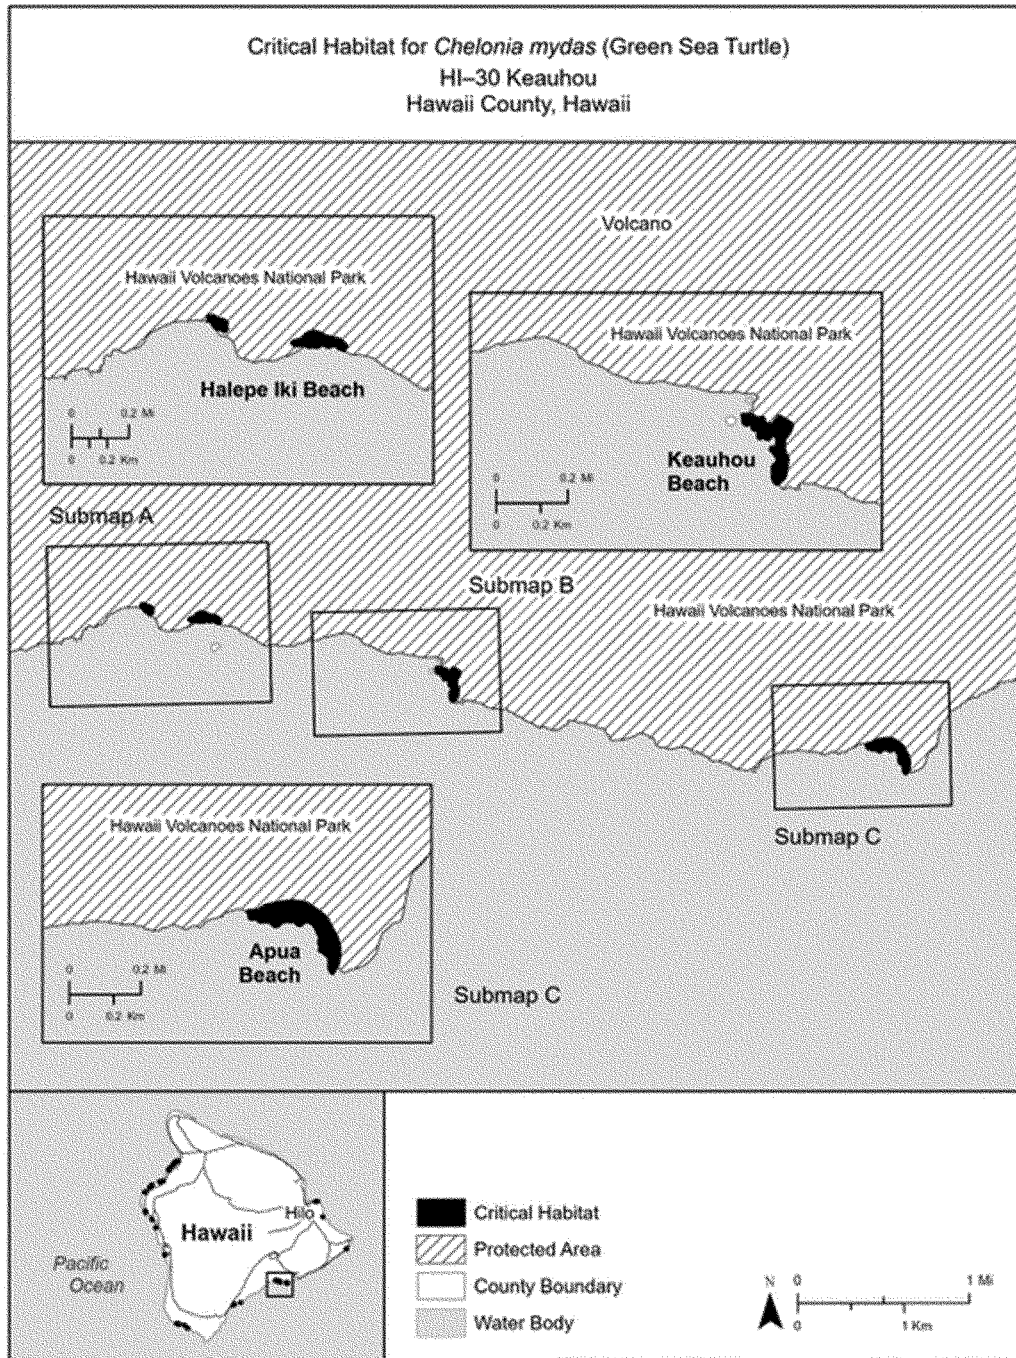 Critical Habitat for Chelonia mydas (Green Sea Turtle)
HI–30 Keauhou
Hawaii County, Hawaii
Volcano
Hawaii Volcanoes National Park
Halepe Iki Beach
0 0.2 Mi
0 0.2 Km
Submap A
Hawaii Volcanoes National Park
Keauhou
Beach
0 0.2 Mi
0 0.2 Km
Submap B
Hawaii Volcanoes National Park
Submap C
Hawaii Volcanoes National Park
Apua
Beach
0 0.2 Mi
0 0.2 Km
Submap C
Hilo
Hawaii
Pacific
Ocean
Critical Habitat
Protected Area
County Boundary
Water Body
N
0 1 Mi
0 1 Km